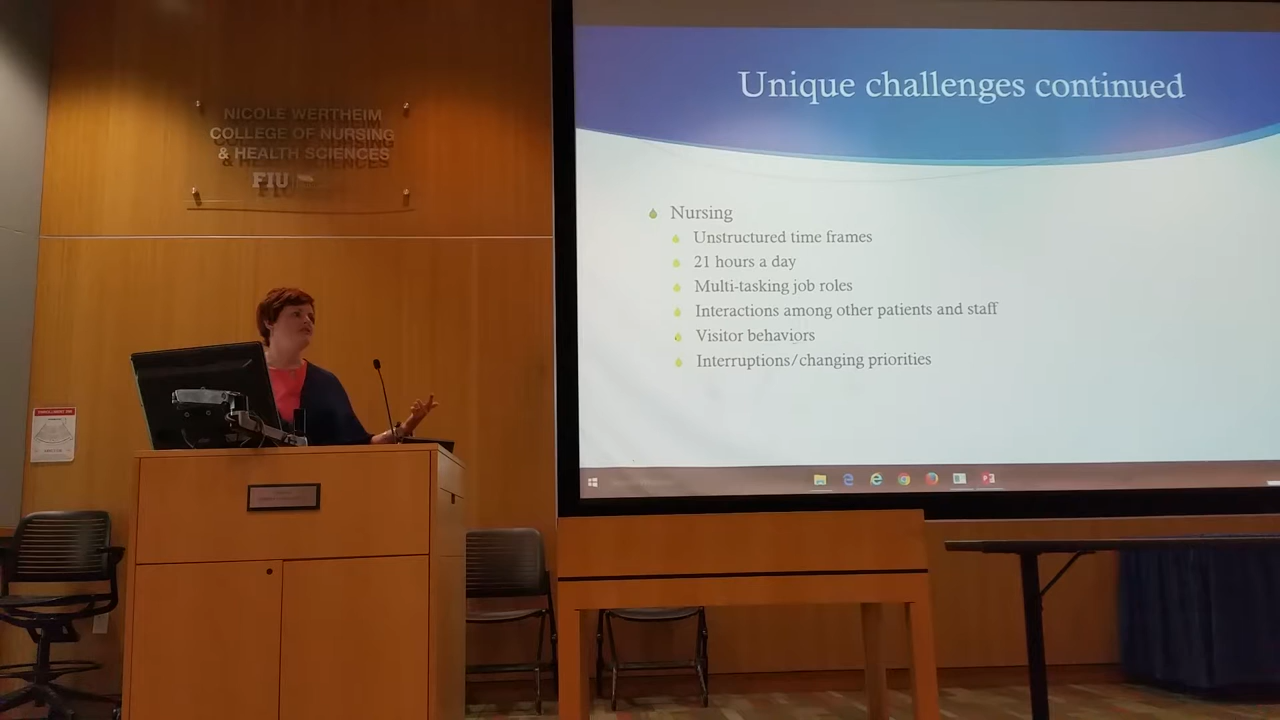 NICOLE WERTHEIM
COLLEGE OF NURSING
& HEALTH SCIENCES
FIU
Unique challenges continued
Nursing
Unstructured time frames
21 hours a day
Multi-tasking job roles
Interactions among other patients and staff
Visitor behaviors
Interruptions/changing priorities